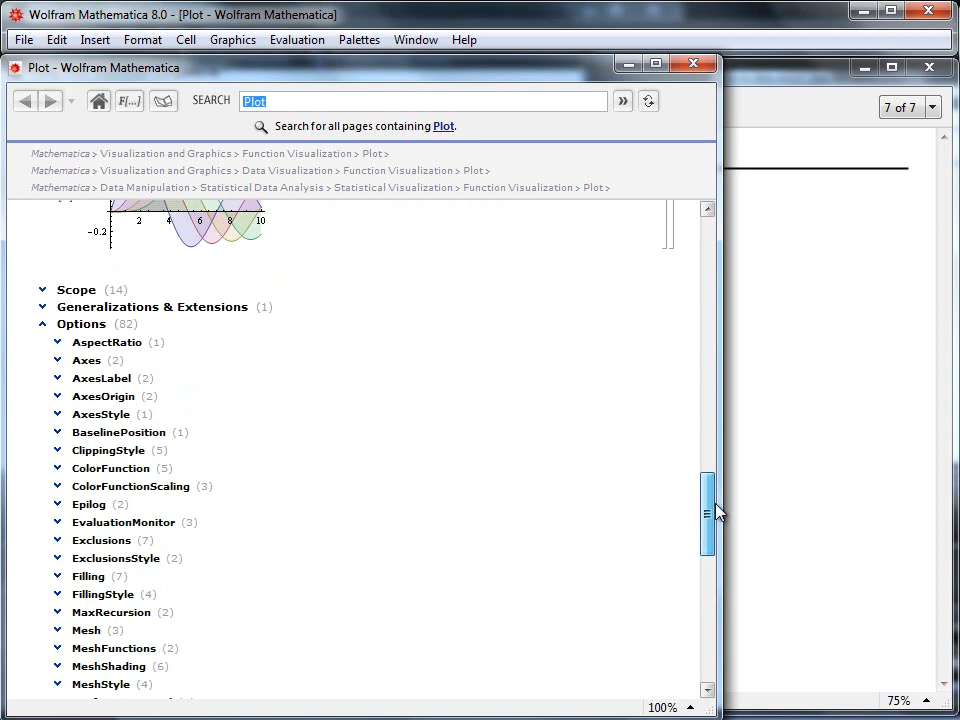 Wolfram Mathematica 8.0 - [Plot - Wolfram Mathematica]
File Edit Insert Format Cell Graphics Evaluation Palettes Window Help
Plot - Wolfram Mathematica
F[...] SEARCH Plot »
7 of 7
Search for all pages containing Plot.
Mathematica > Visualization and Graphics > Function Visualization > Plot >
Mathematica > Visualization and Graphics > Data Visualization > Function Visualization > Plot >
Mathematica > Data Manipulation > Statistical Data Analysis > Statistical Visualization > Function Visualization > Plot >
2 4 6 8 10
-0.2
Scope (14)
Generalizations & Extensions (1)
Options (82)
AspectRatio (1)
Axes (2)
AxesLabel (2)
AxesOrigin (2)
AxesStyle (1)
BaselinePosition (1)
ClippingStyle (5)
ColorFunction (5)
ColorFunctionScaling (3)
Epilog (2)
EvaluationMonitor (3)
Exclusions (7)
ExclusionsStyle (2)
Filling (7)
FillingStyle (4)
MaxRecursion (2)
Mesh (3)
MeshFunctions (2)
MeshShading (6)
MeshStyle (4)
100%
75%